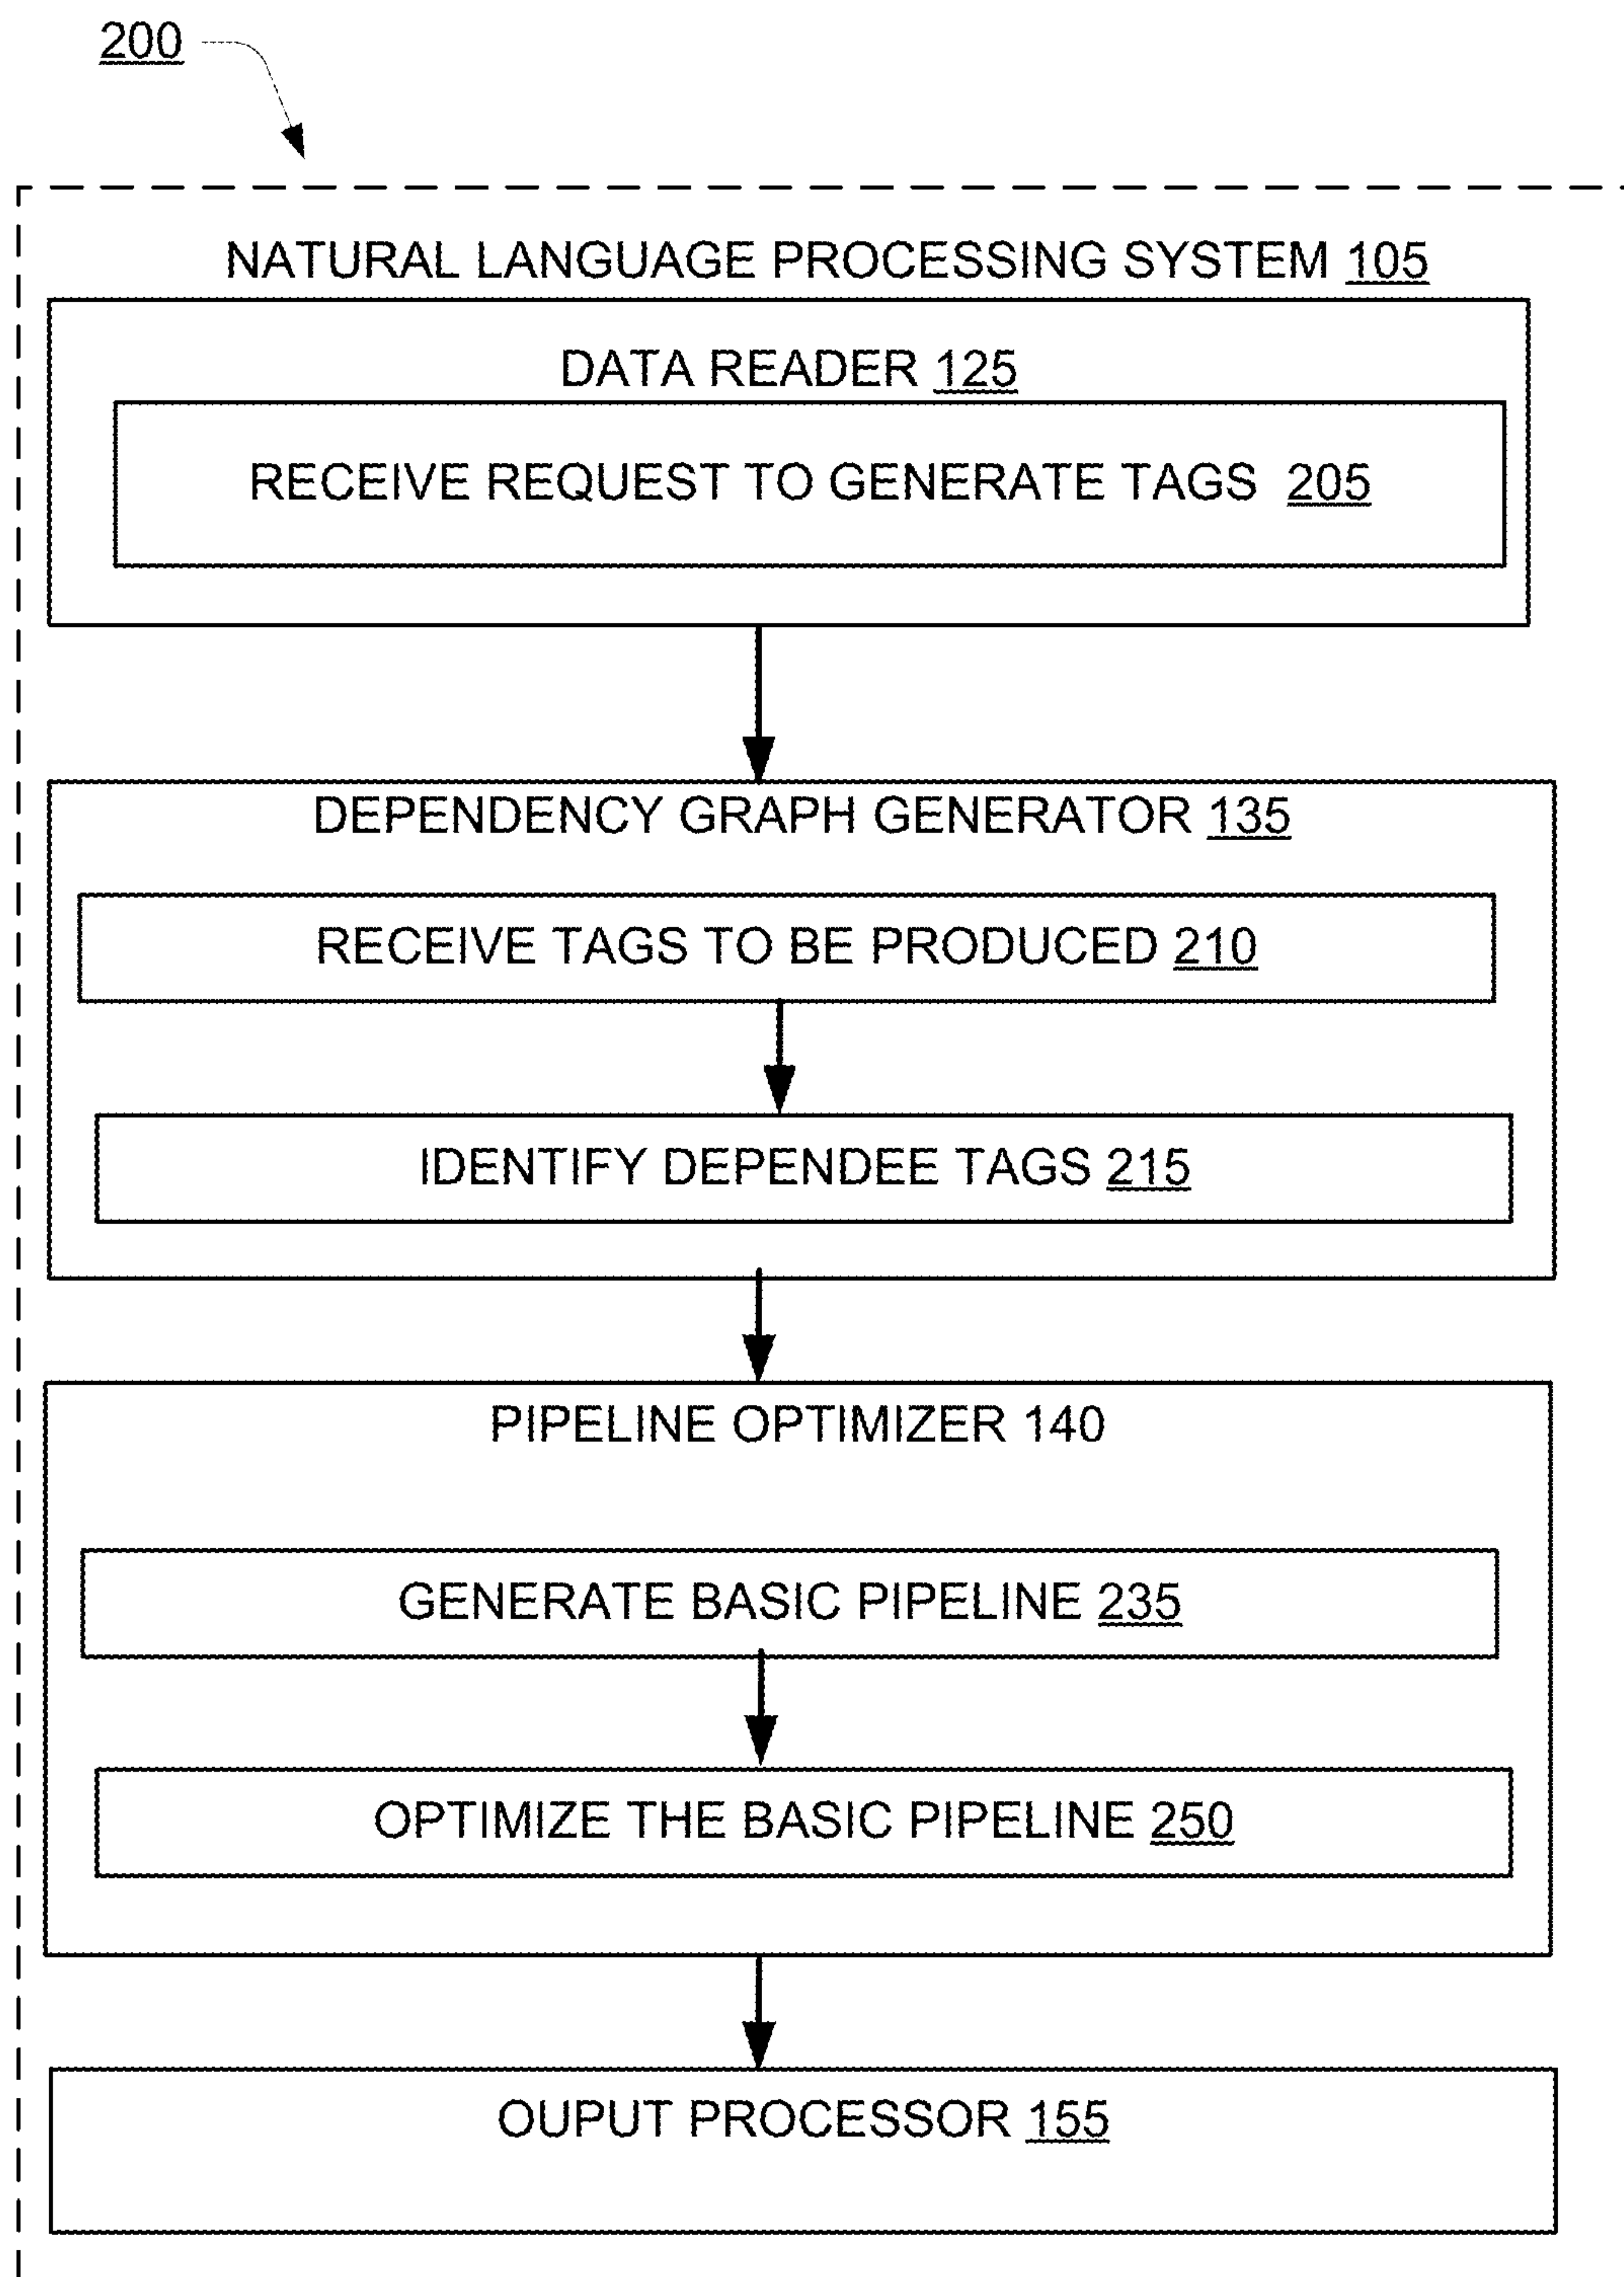 200
NATURAL LANGUAGE PROCESSING SYSTEM 105
DATA READER 125
RECEIVE REQUEST TO GENERATE TAGS 205
DEPENDENCY GRAPH GENERATOR 135
RECEIVE TAGS TO BE PRODUCED 210
IDENTIFY DEPENDEE TAGS 215
PIPELINE OPTIMIZER 140
GENERATE BASIC PIPELINE 235
OPTIMIZE THE BASIC PIPELINE 250
OUPUT PROCESSOR 155